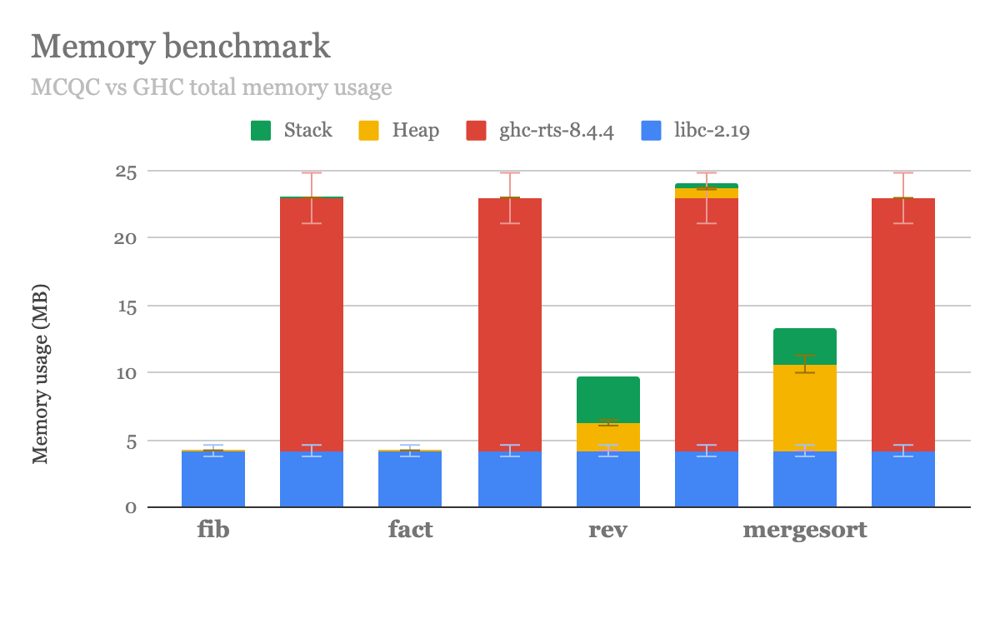 Memory benchmark
MCQC vs GHC total memory usage
Stack Heap ghc-rts-8.4.4 libc-2.19
25
20
15
10
5
0
Memory usage (MB)
fib fact rev mergesort